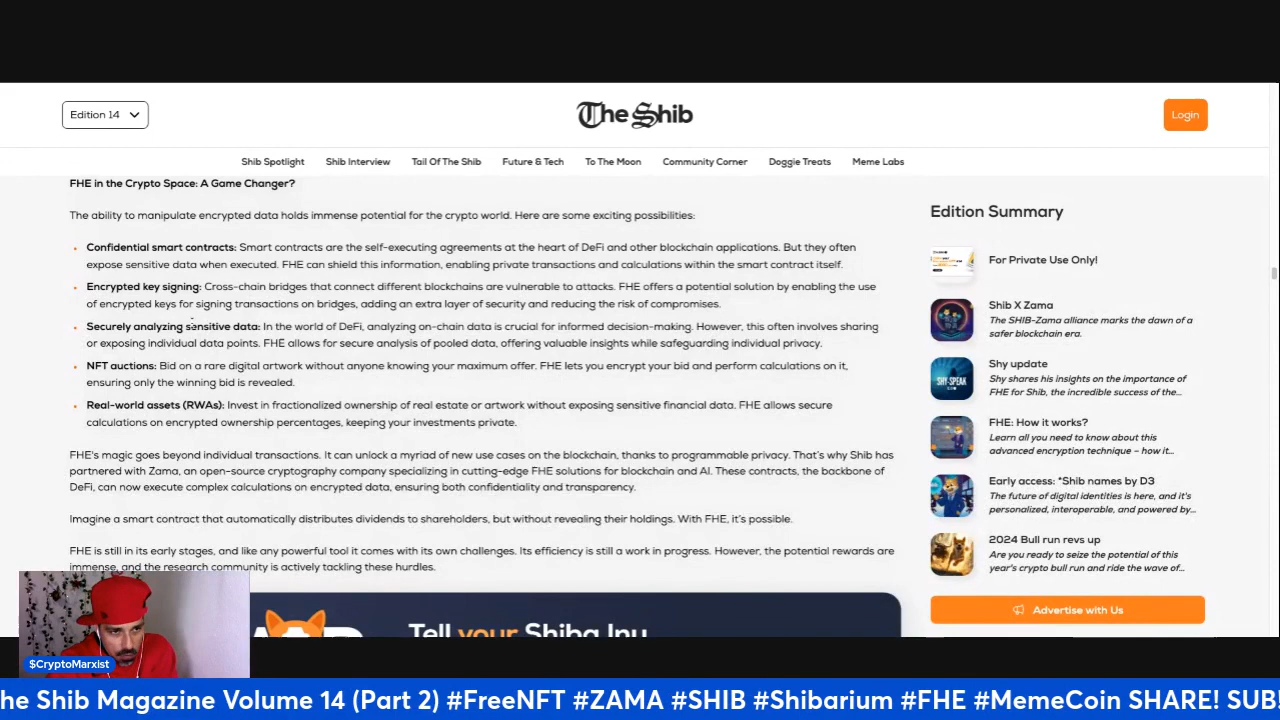 Edition 14
The Shib
Login
Shib Spotlight
Shib Interview
Tail Of The Shib
Future & Tech
To The Moon
Community Corner
Doggie Treats
Meme Labs
FHE in the Crypto Space: A Game Changer?
The ability to manipulate encrypted data holds immense potential for the crypto world. Here are some exciting possibilities:
Confidential smart contracts: Smart contracts are the self-executing agreements at the heart of DeFi and other blockchain applications. But they often
expose sensitive data when executed. FHE can shield this information, enabling private transactions and calculations within the smart contract itself.
Encrypted key signing: Cross-chain bridges that connect different blockchains are vulnerable to attacks. FHE offers a potential solution by enabling the use
of encrypted keys for signing transactions on bridges, adding an extra layer of security and reducing the risk of compromises.
Securely analyzing sensitive data: In the world of DeFi, analyzing on-chain data is crucial for informed decision-making. However, this often involves sharing
or exposing individual data points. FHE allows for secure analysis of pooled data, offering valuable insights while safeguarding individual privacy.
NFT auctions: Bid on a rare digital artwork without anyone knowing your maximum offer. FHE lets you encrypt your bid and perform calculations on it,
ensuring only the winning bid is revealed.
Real-world assets (RWAs): Invest in fractionalized ownership of real estate or artwork without exposing sensitive financial data. FHE allows secure
calculations on encrypted ownership percentages, keeping your investments private.
FHE's magic goes beyond individual transactions. It can unlock a myriad of new use cases on the blockchain, thanks to programmable privacy. That's why Shib has
partnered with Zama, an open-source cryptography company specializing in cutting-edge FHE solutions for blockchain and AI. These contracts, the backbone of
DeFi, can now execute complex calculations on encrypted data, ensuring both confidentiality and transparency.
Imagine a smart contract that automatically distributes dividends to shareholders, but without revealing their holdings. With FHE, it's possible.
FHE is still in its early stages, and like any powerful tool it comes with its own challenges. Its efficiency is still a work in progress. However, the potential rewards are
immense, and the research community is actively tackling these hurdles.
Tell your Shiba Inu
Edition Summary
For Private Use Only!
Shib X Zama
The SHIB-Zama alliance marks the dawn of a
safer blockchain era.
SHY-SPEAK
Shy update
Shy shares his insights on the importance of
FHE for Shib, the incredible success of the...
FHE: How it works?
Learn all you need to know about this
advanced encryption technique – how it...
Early access: "Shib names by D3
The future of digital identities is here, and it's
personalized, interoperable, and powered by...
2024 Bull run revs up
Are you ready to seize the potential of this
year's crypto bull run and ride the wave of...
Advertise with Us
$CryptoMarxist
he Shib Magazine Volume 14 (Part 2) #FreeNFT #ZAMA #SHIB #Shibarium #FHE #MemeCoin SHARE! SUB